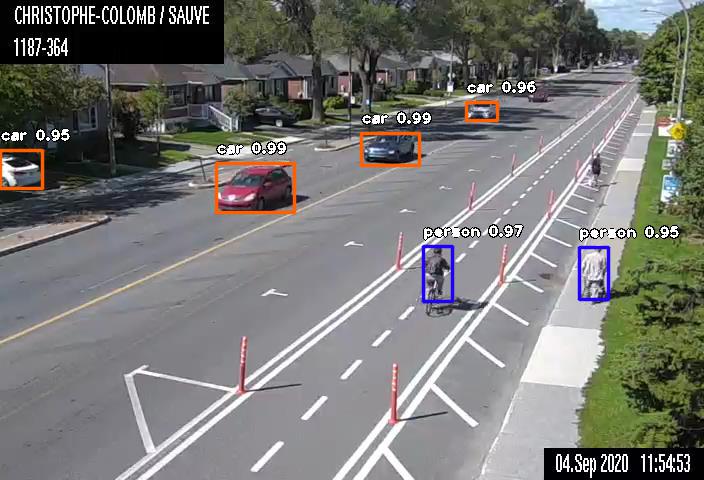 CHRISTOPHE-COLOMB / SAUVE
1187-364
car 0.96
car 0.99
car 0.95
car 0.99
person 0.97
person 0.95
04.Sep 2020 11:54:53